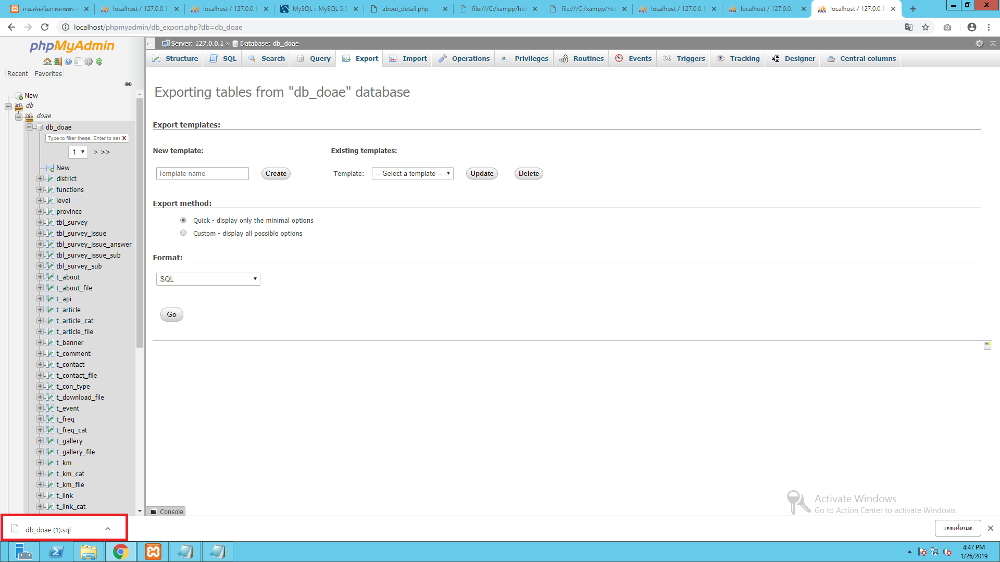 กรมส่งเสริมการเกษตร ก
localhost / 127.0.0.1
localhost / 127.0.0.1
MySQL :: MySQL 5.5
about_detail.php
file:///C:/xampp/htd
file:///C:/xampp/htd
localhost / 127.0.0.1
localhost / 127.0.0.1
localhost / 127.0.0.1
localhost/phpmyadmin/db_export.php?db=db_doae
phpMyAdmin
Recent Favorites
New
db
doae
db_doae
Type to filter these, Enter to sea X
1 > >>
New
district
functions
level
province
tbl_survey
tbl_survey_issue
tbl_survey_issue_answer
tbl_survey_issue_sub
tbl_survey_sub
t_about
t_about_file
t_api
t_article
t_article_cat
t_article_file
t_banner
t_comment
t_contact
t_contact_file
t_con_type
t_download_file
t_event
t_freq
t_freq_cat
t_gallery
t_gallery_file
t_km
t_km_cat
t_km_file
t_link
t_link_cat
Server: 127.0.0.1 » Database: db_doae
Structure SQL Search Query Export Import Operations Privileges Routines Events Triggers Tracking Designer Central columns
Exporting tables from "db_doae" database
Export templates:
New template: Existing templates:
Template name Create Template: -- Select a template -- Update Delete
Export method:
Quick - display only the minimal options
Custom - display all possible options
Format:
SQL
Go
Console
Activate Windows
Go to Action Center to activate Windows.
db_doae (1).sql
แสดงทั้งหมด
4:47 PM
1/26/2019